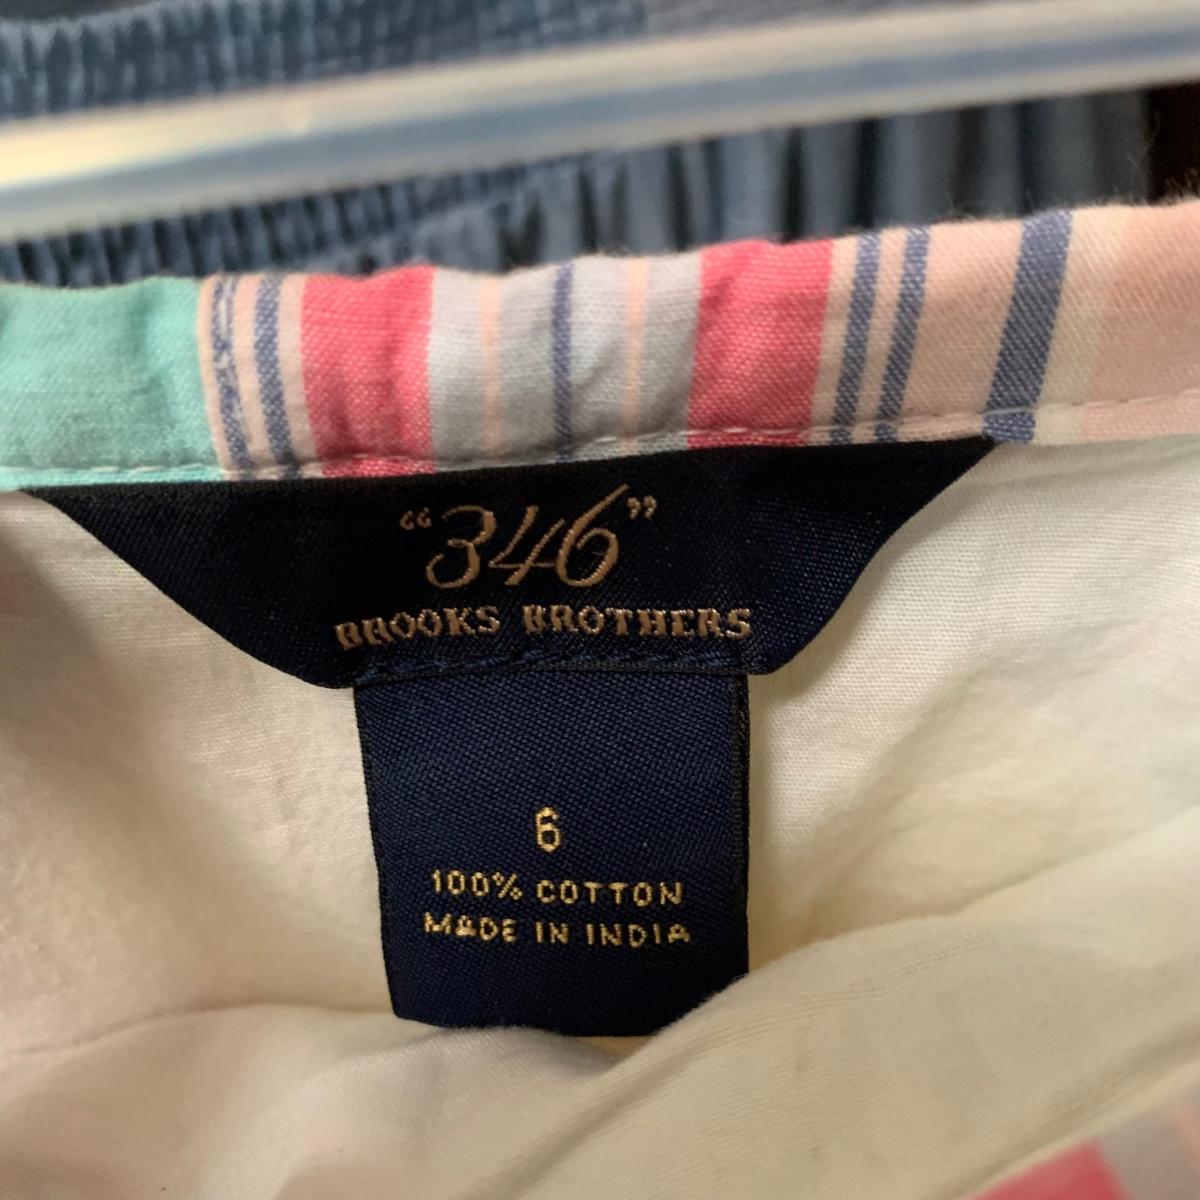 “346”
BROOKS BROTHERS
6
100% COTTON
MADE IN INDIA